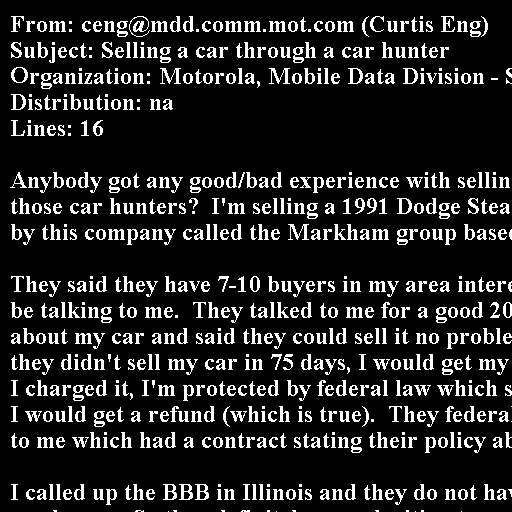 From: ceng@mdd.comm.mot.com (Curtis Eng)
Subject: Selling a car through a car hunter
Organization: Motorola, Mobile Data Division - S
Distribution: na
Lines: 16

Anybody got any good/bad experience with sellin
those car hunters?  I'm selling a 1991 Dodge Stea
by this company called the Markham group base
They said they have 7-10 buyers in my area intere
be talking to me.  They talked to me for a good 20
about my car and said they could sell it no proble
they didn't sell my car in 75 days, I would get my
I charged it, I'm protected by federal law which s
I would get a refund (which is true).  They federa
to me which had a contract stating their policy ab
I called up the BBB in Illinois and they do not hav